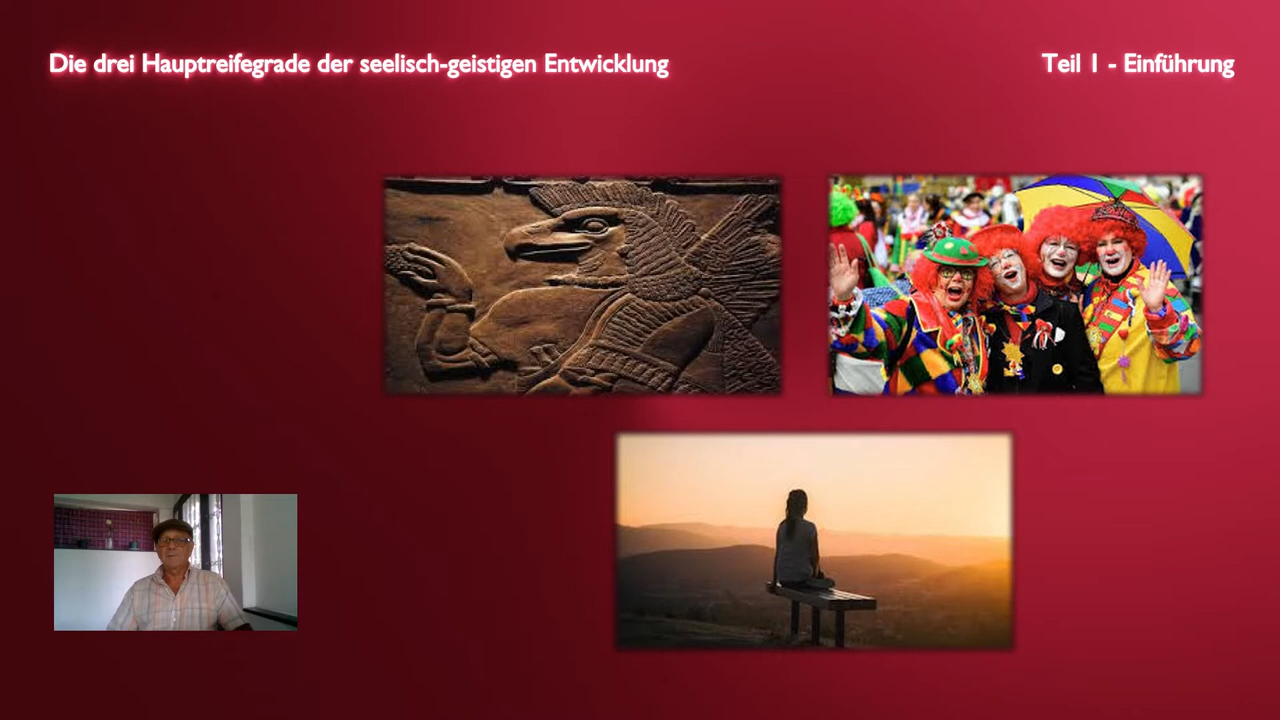 Die drei Hauptreifegrade der seelisch-geistigen Entwicklung
Teil 1 - Einführung